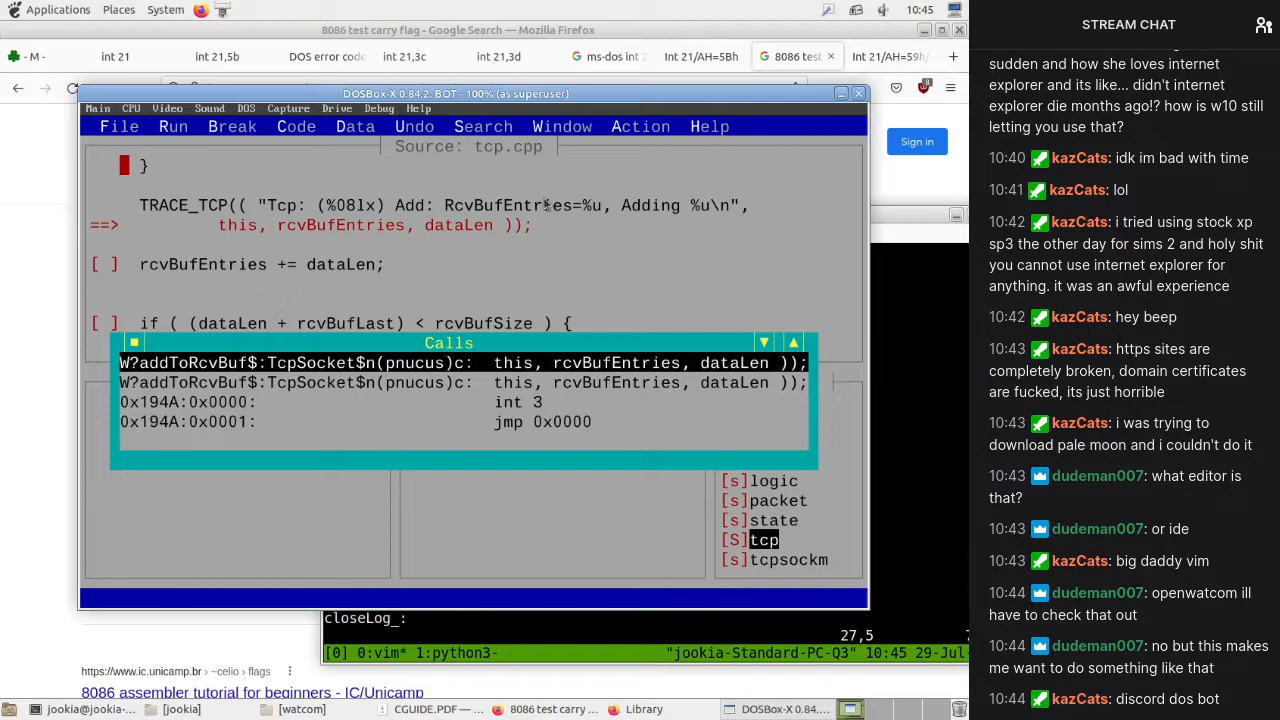 Applications Places System
10:45
8086 test carry flag - Google Search — Mozilla Firefox
- M -
int 21
int 21,5b
DOS error code
int 21,3c
int 21,3d
ms-dos int 2
Int 21/AH=5Bh
8086 test
Int 21/AH=59h/
Sign in
DOSBox-X 0.84.2: BOT - 100% (as superuser)
Main CPU Video Sound DOS Capture Drive Debug Help
File Run Break Code Data Undo Search Window Action Help
Source: tcp.cpp
}
TRACE_TCP(( "Tcp: (%08lx) Add: RcvBufEntries=%u, Adding %u\n",
==> this, rcvBufEntries, dataLen ));
[ ] rcvBufEntries += dataLen;
[ ] if ( (dataLen + rcvBufLast) < rcvBufSize ) {
Calls
W?addToRcvBuf$:TcpSocket$n(pnucus)c: this, rcvBufEntries, dataLen ));
W?addToRcvBuf$:TcpSocket$n(pnucus)c: this, rcvBufEntries, dataLen ));
0x194A:0x0000: int 3
0x194A:0x0001: jmp 0x0000
[s]logic
[s]packet
[s]state
[S]tcp
[s]tcpsockm
closeLog_:
27,5
[0] 0:vim* 1:python3- "jookia-Standard-PC-Q3" 10:45 29-Jul-
https://www.ic.unicamp.br › ~celio › flags
8086 assembler tutorial for beginners - IC/Unicamp
jookia@jookia-...
[jookia]
[watcom]
CGUIDE.PDF —...
8086 test carry ...
Library
DOSBox-X 0.84....
STREAM CHAT
sudden and how she loves internet
explorer and its like... didn't internet
explorer die months ago!? how is w10 still
letting you use that?
10:40 kazCats: idk im bad with time
10:41 kazCats: lol
10:42 kazCats: i tried using stock xp
sp3 the other day for sims 2 and holy shit
you cannot use internet explorer for
anything. it was an awful experience
10:42 kazCats: hey beep
10:43 kazCats: https sites are
completely broken, domain certificates
are fucked, its just horrible
10:43 kazCats: i was trying to
download pale moon and i couldn't do it
10:43 dudeman007: what editor is
that?
10:43 dudeman007: or ide
10:43 kazCats: big daddy vim
10:44 dudeman007: openwatcom ill
have to check that out
10:44 dudeman007: no but this makes
me want to do something like that
10:44 kazCats: discord dos bot